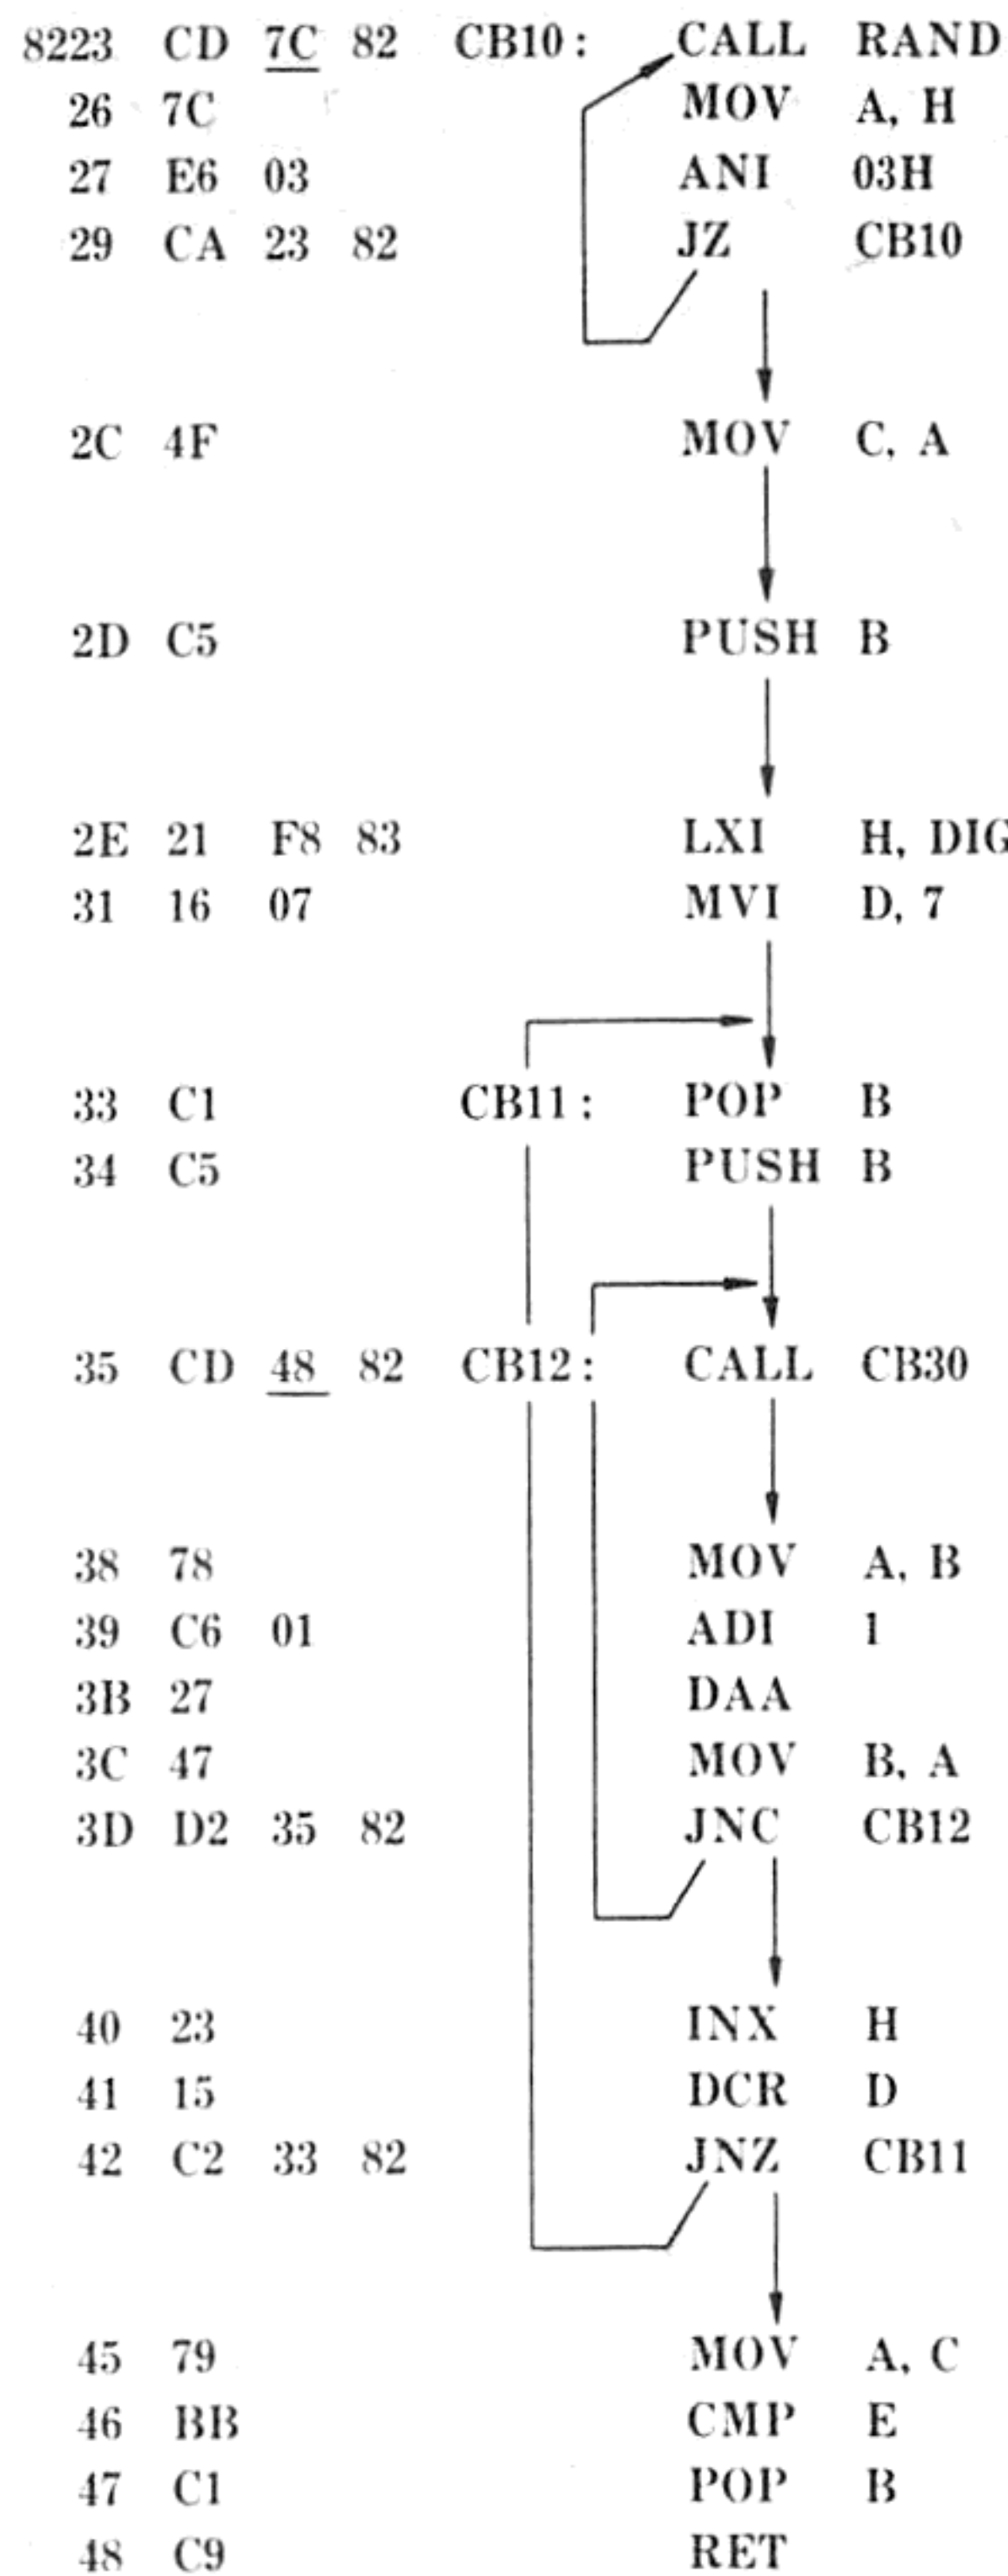 8223 CD 7C 82 CB10: CALL RAND
26 7C MOV A, H
27 E6 03 ANI 03H
29 CA 23 82 JZ CB10
2C 4F MOV C, A
2D C5 PUSH B
2E 21 F8 83 LXI H, DIG
31 16 07 MVI D, 7
33 C1 CB11: POP B
34 C5 PUSH B
35 CD 48 82 CB12: CALL CB30
38 78 MOV A, B
39 C6 01 ADI 1
3B 27 DAA
3C 47 MOV B, A
3D D2 35 82 JNC CB12
40 23 INX H
41 15 DCR D
42 C2 33 82 JNZ CB11
45 79 MOV A, C
46 BB CMP E
47 C1 POP B
48 C9 RET